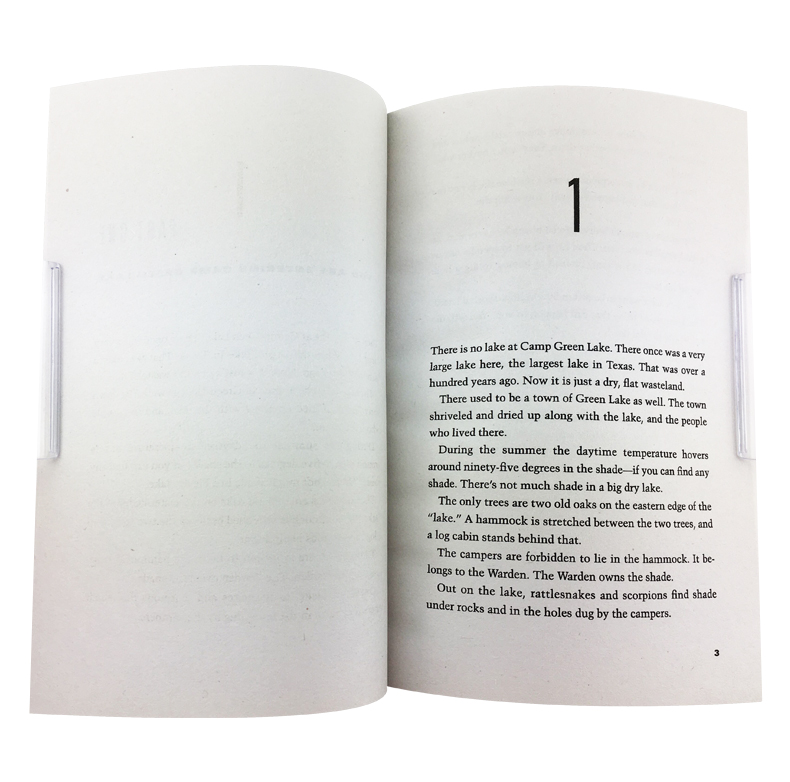 1
There is no lake at Camp Green Lake. There once was a very
large lake here, the largest lake in Texas. That was over a
hundred years ago. Now it is just a dry, flat wasteland.
There used to be a town of Green Lake as well. The town
shriveled and dried up along with the lake, and the people
who lived there.
During the summer the daytime temperature hovers
around ninety-five degrees in the shade—if you can find any
shade. There's not much shade in a big dry lake.
The only trees are two old oaks on the eastern edge of the
"lake." A hammock is stretched between the two trees, and
a log cabin stands behind that.
The campers are forbidden to lie in the hammock. It be-
longs to the Warden. The Warden owns the shade.
Out on the lake, rattlesnakes and scorpions find shade
under rocks and in the holes dug by the campers.
3